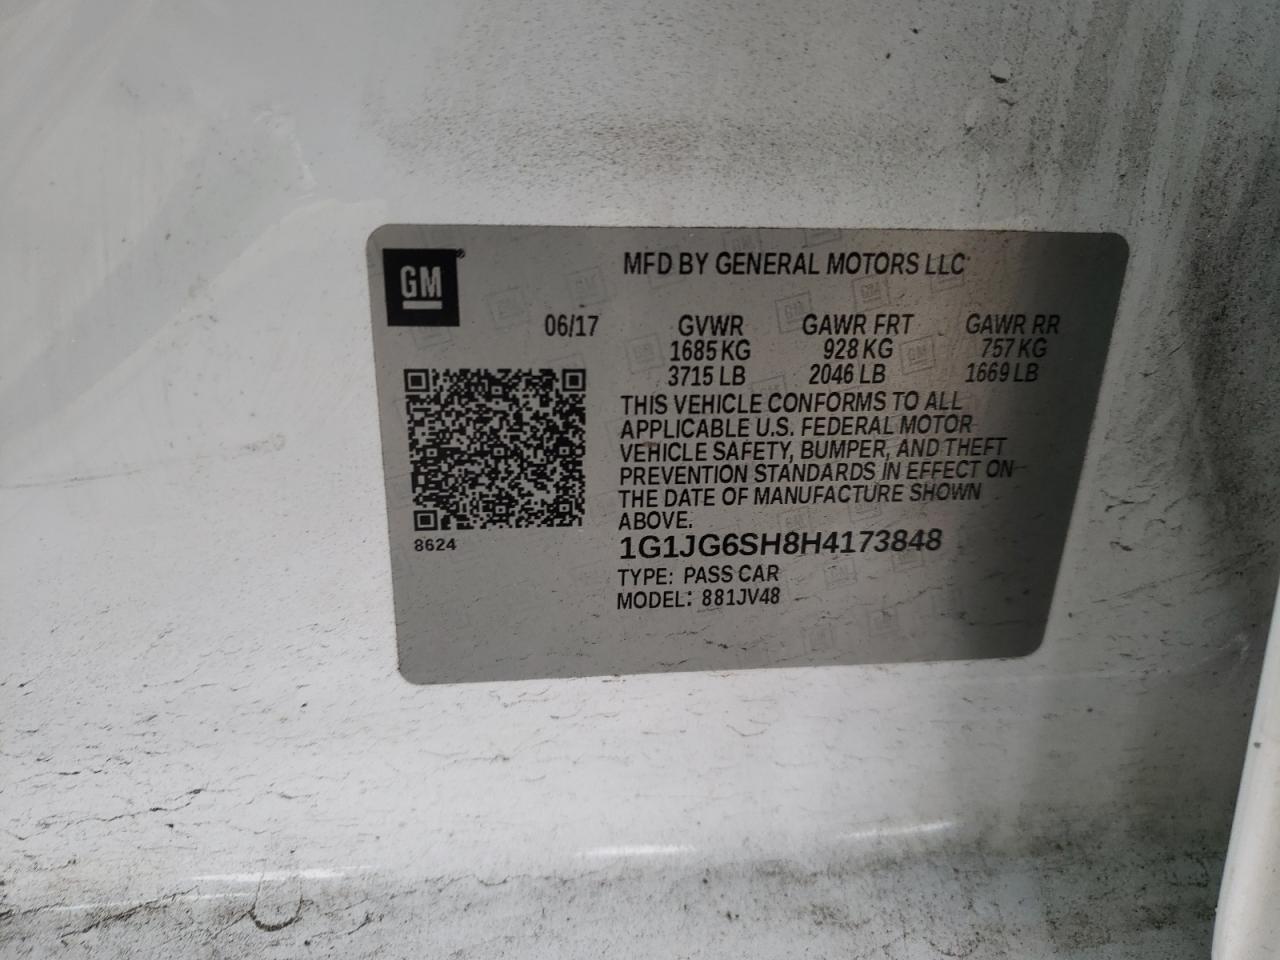 GM®
MFD BY GENERAL MOTORS LLC
06/17 GVWR GAWR FRT GAWR RR
1685 KG 928 KG 757 KG
3715 LB 2046 LB 1669 LB
THIS VEHICLE CONFORMS TO ALL
APPLICABLE U.S. FEDERAL MOTOR
VEHICLE SAFETY, BUMPER, AND THEFT
PREVENTION STANDARDS IN EFFECT ON
THE DATE OF MANUFACTURE SHOWN
ABOVE.
8624
1G1JG6SH8H4173848
TYPE: PASS CAR
MODEL: 881JV48